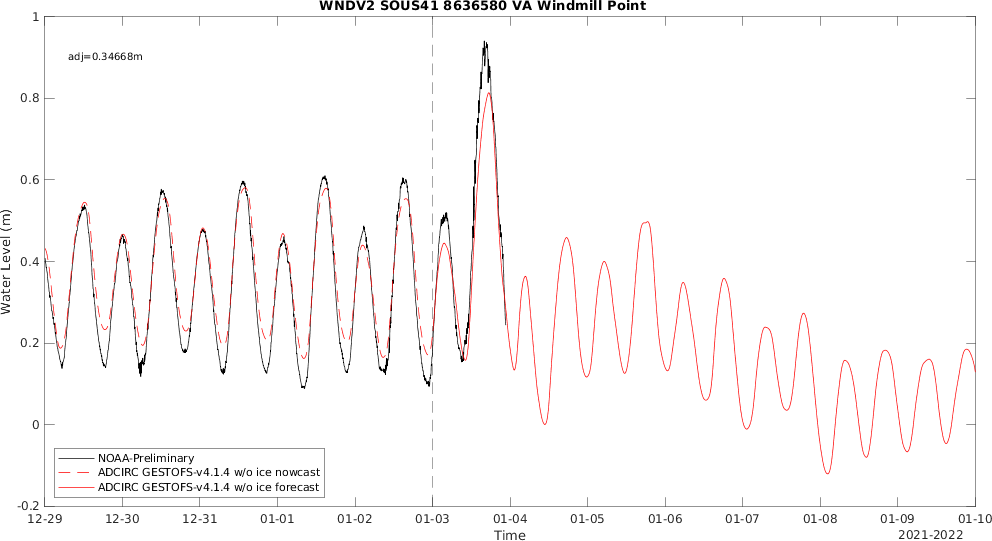 WNDV2 SOUS41 8636580 VA Windmill Point
adj=0.34668m
Water Level (m)
1
0.8
0.6
0.4
0.2
0
-0.2
NOAA-Preliminary
ADCIRC GESTOFS-v4.1.4 w/o ice nowcast
ADCIRC GESTOFS-v4.1.4 w/o ice forecast
12-29 12-30 12-31 01-01 01-02 01-03 01-04 01-05 01-06 01-07 01-08 01-09 01-10
Time
2021-2022